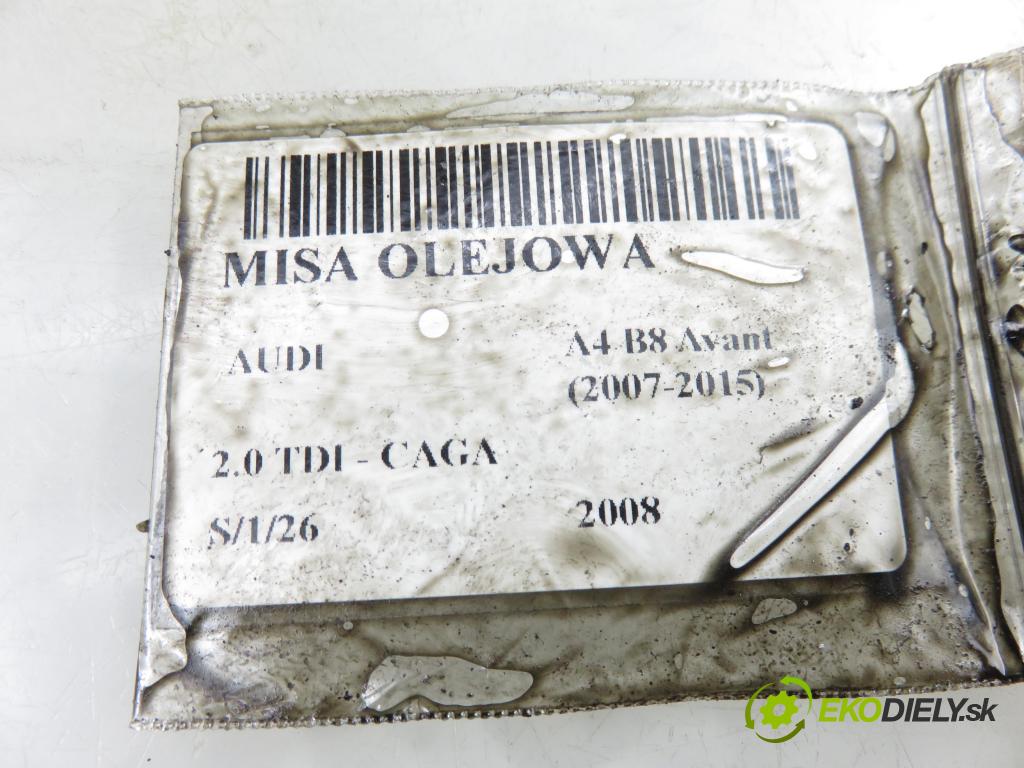 MISA OLEJOWA
AUDI A4 B8 Avant
(2007-2015)
2.0 TDI - CAGA
S/1/26 2008
EKODIELY.sk